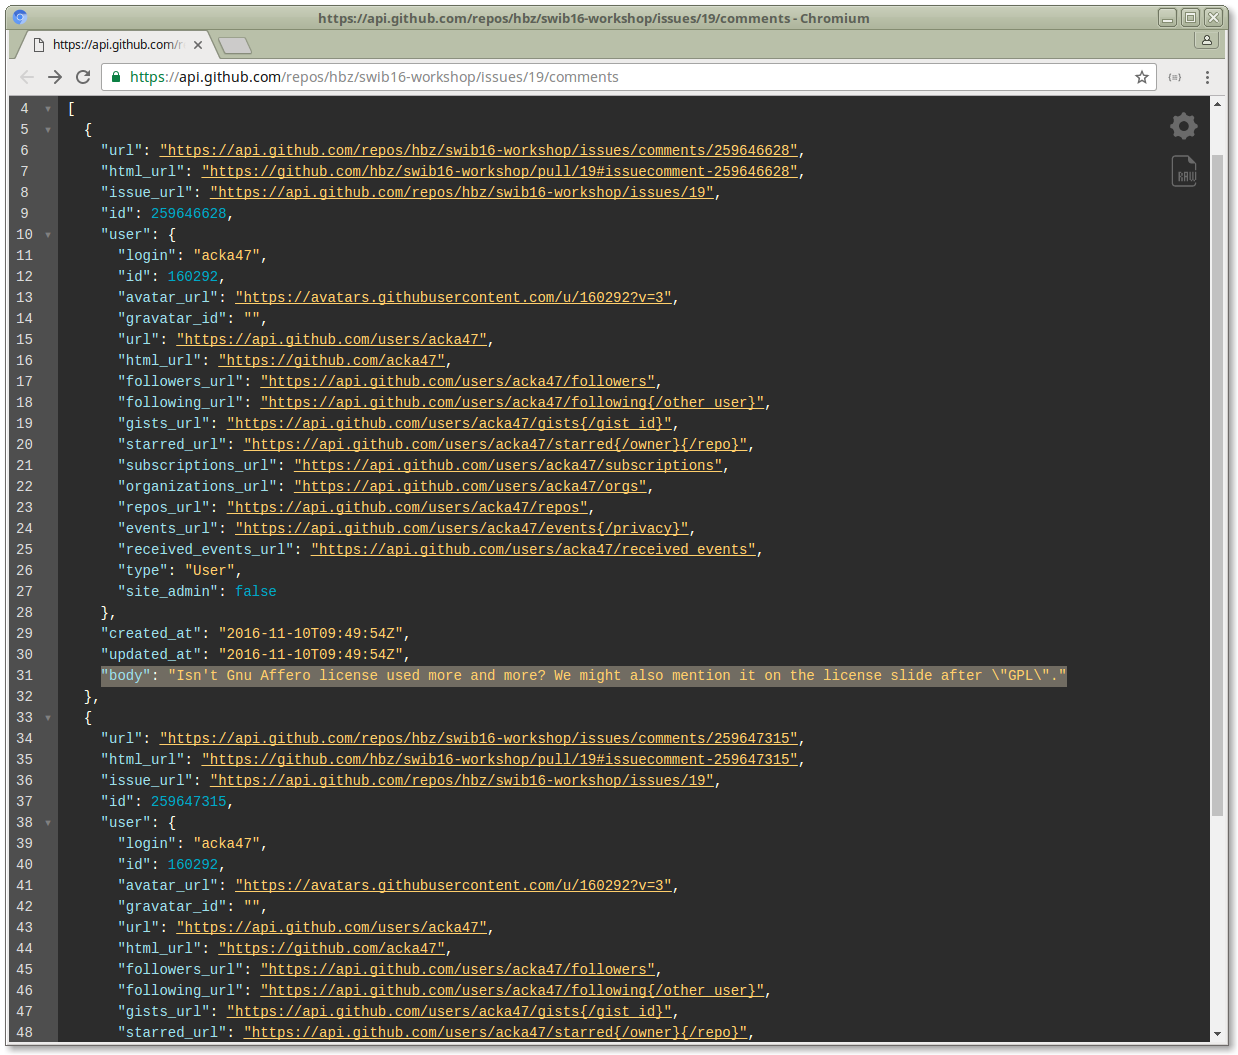 https://api.github.com/repos/hbz/swib16-workshop/issues/19/comments - Chromium
https://api.github.com/r
https://api.github.com/repos/hbz/swib16-workshop/issues/19/comments
4 [
5 {
6 "url": "https://api.github.com/repos/hbz/swib16-workshop/issues/comments/259646628",
7 "html_url": "https://github.com/hbz/swib16-workshop/pull/19#issuecomment-259646628",
8 "issue_url": "https://api.github.com/repos/hbz/swib16-workshop/issues/19",
9 "id": 259646628,
10 "user": {
11 "login": "acka47",
12 "id": 160292,
13 "avatar_url": "https://avatars.githubusercontent.com/u/160292?v=3",
14 "gravatar_id": "",
15 "url": "https://api.github.com/users/acka47",
16 "html_url": "https://github.com/acka47",
17 "followers_url": "https://api.github.com/users/acka47/followers",
18 "following_url": "https://api.github.com/users/acka47/following{/other_user}",
19 "gists_url": "https://api.github.com/users/acka47/gists{/gist_id}",
20 "starred_url": "https://api.github.com/users/acka47/starred{/owner}{/repo}",
21 "subscriptions_url": "https://api.github.com/users/acka47/subscriptions",
22 "organizations_url": "https://api.github.com/users/acka47/orgs",
23 "repos_url": "https://api.github.com/users/acka47/repos",
24 "events_url": "https://api.github.com/users/acka47/events{/privacy}",
25 "received_events_url": "https://api.github.com/users/acka47/received_events",
26 "type": "User",
27 "site_admin": false
28 },
29 "created_at": "2016-11-10T09:49:54Z",
30 "updated_at": "2016-11-10T09:49:54Z",
31 "body": "Isn't Gnu Affero license used more and more? We might also mention it on the license slide after \"GPL\"."
32 },
33 {
34 "url": "https://api.github.com/repos/hbz/swib16-workshop/issues/comments/259647315",
35 "html_url": "https://github.com/hbz/swib16-workshop/pull/19#issuecomment-259647315",
36 "issue_url": "https://api.github.com/repos/hbz/swib16-workshop/issues/19",
37 "id": 259647315,
38 "user": {
39 "login": "acka47",
40 "id": 160292,
41 "avatar_url": "https://avatars.githubusercontent.com/u/160292?v=3",
42 "gravatar_id": "",
43 "url": "https://api.github.com/users/acka47",
44 "html_url": "https://github.com/acka47",
45 "followers_url": "https://api.github.com/users/acka47/followers",
46 "following_url": "https://api.github.com/users/acka47/following{/other_user}",
47 "gists_url": "https://api.github.com/users/acka47/gists{/gist_id}",
48 "starred_url": "https://api.github.com/users/acka47/starred{/owner}{/repo}",
RAW